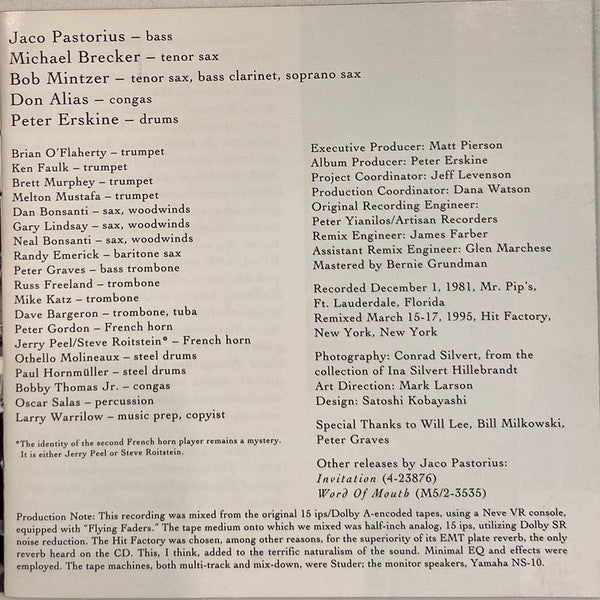 Jaco Pastorius – bass
Michael Brecker – tenor sax
Bob Mintzer – tenor sax, bass clarinet, soprano sax
Don Alias – congas
Peter Erskine – drums
Brian O'Flaherty – trumpet
Ken Faulk – trumpet
Brett Murphey – trumpet
Melton Mustafa – trumpet
Dan Bonsanti – sax, woodwinds
Gary Lindsay – sax, woodwinds
Neal Bonsanti – sax, woodwinds
Randy Emerick – baritone sax
Peter Graves – bass trombone
Russ Freeland – trombone
Mike Katz – trombone
Dave Bargeron – trombone, tuba
Peter Gordon – French horn
Jerry Peel/Steve Roitstein* – French horn
Othello Molineaux – steel drums
Paul Hornmüller – steel drums
Bobby Thomas Jr. – congas
Oscar Salas – percussion
Larry Warrilow – music prep, copyist
*The identity of the second French horn player remains a mystery.
It is either Jerry Peel or Steve Roitstein.
Executive Producer: Matt Pierson
Album Producer: Peter Erskine
Project Coordinator: Jeff Levenson
Production Coordinator: Dana Watson
Original Recording Engineer:
Peter Yianilos/Artisan Recorders
Remix Engineer: James Farber
Assistant Remix Engineer: Glen Marchese
Mastered by Bernie Grundman
Recorded December 1, 1981, Mr. Pip's,
Ft. Lauderdale, Florida
Remixed March 15-17, 1995, Hit Factory,
New York, New York
Photography: Conrad Silvert, from the
collection of Ina Silvert Hillebrandt
Art Direction: Mark Larson
Design: Satoshi Kobayashi
Special Thanks to Will Lee, Bill Milkowski,
Peter Graves
Other releases by Jaco Pastorius:
Invitation (4-23876)
Word Of Mouth (M5/2-3535)
Production Note: This recording was mixed from the original 15 ips/Dolby A-encoded tapes, using a Neve VR console,
equipped with "Flying Faders." The tape medium onto which we mixed was half-inch analog, 15 ips, utilizing Dolby SR
noise reduction. The Hit Factory was chosen, among other reasons, for the superiority of its EMT plate reverb, the only
reverb heard on the CD. This, I think, added to the terrific naturalism of the sound. Minimal EQ and effects were
employed. The tape machines, both multi-track and mix-down, were Studer; the monitor speakers, Yamaha NS-10.